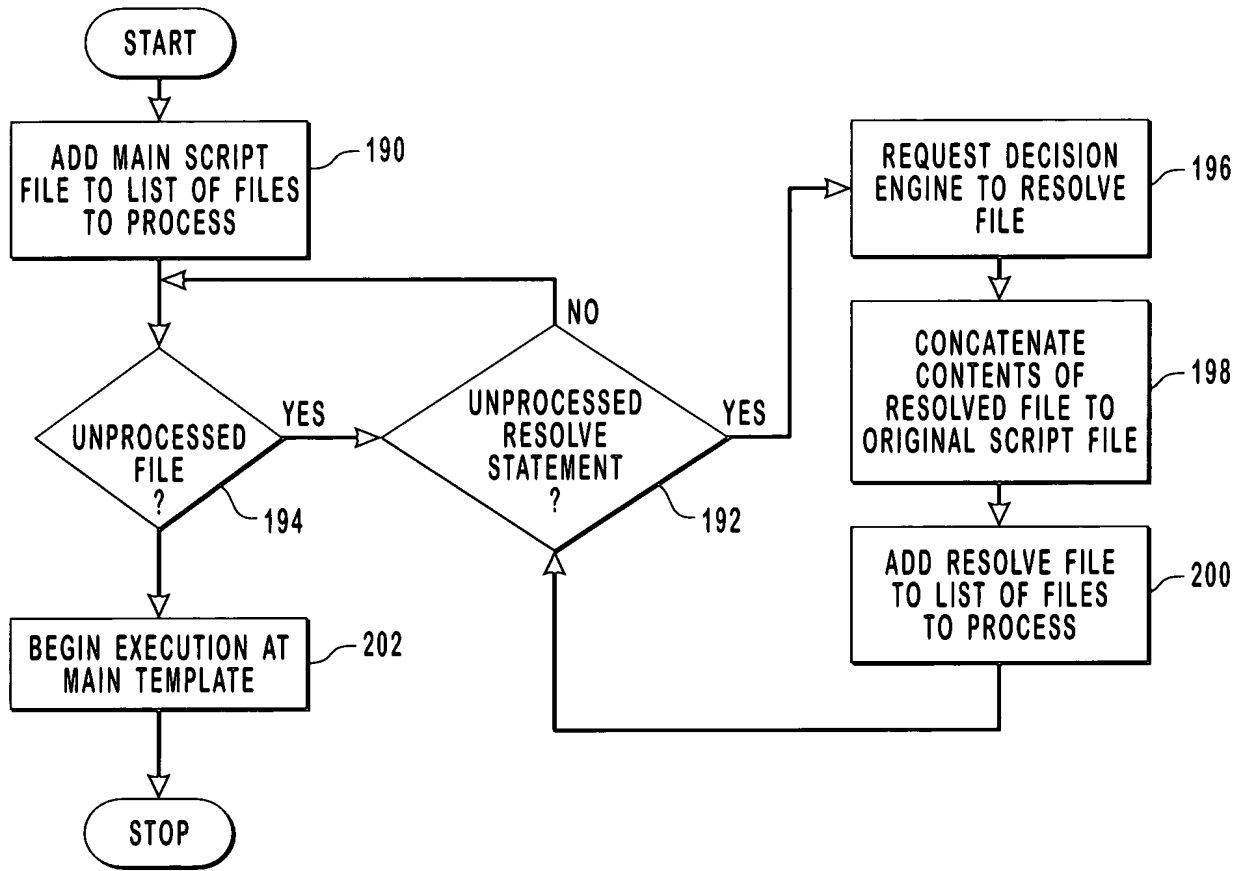 START
ADD MAIN SCRIPT
FILE TO LIST OF FILES
TO PROCESS
190
UNPROCESSED
FILE
?
194
YES
BEGIN EXECUTION AT
MAIN TEMPLATE
202
STOP
NO
UNPROCESSED
RESOLVE
STATEMENT
?
192
YES
REQUEST DECISION
ENGINE TO RESOLVE
FILE
196
CONCATENATE
CONTENTS OF
RESOLVED FILE TO
ORIGINAL SCRIPT FILE
198
ADD RESOLVE FILE
TO LIST OF FILES
TO PROCESS
200